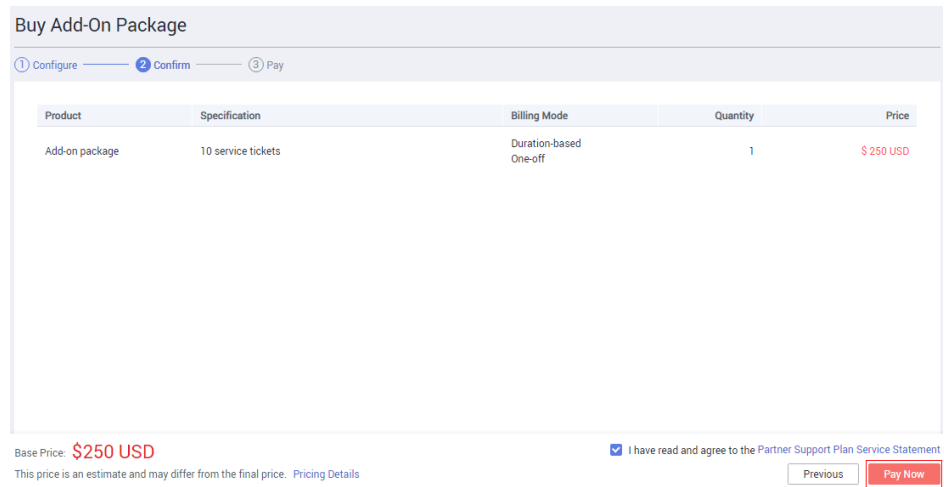 Buy Add-On Package
1 Configure 2 Confirm 3 Pay
Product Specification Billing Mode Quantity Price
Add-on package 10 service tickets Duration-based 1 $ 250 USD
One-off
Base Price: $250 USD
I have read and agree to the Partner Support Plan Service Statement
This price is an estimate and may differ from the final price. Pricing Details
Previous Pay Now